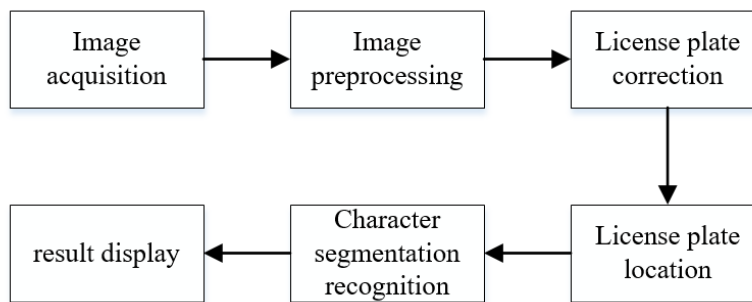 Image
acquisition
Image
preprocessing
License plate
correction
License plate
location
Character
segmentation
recognition
result display